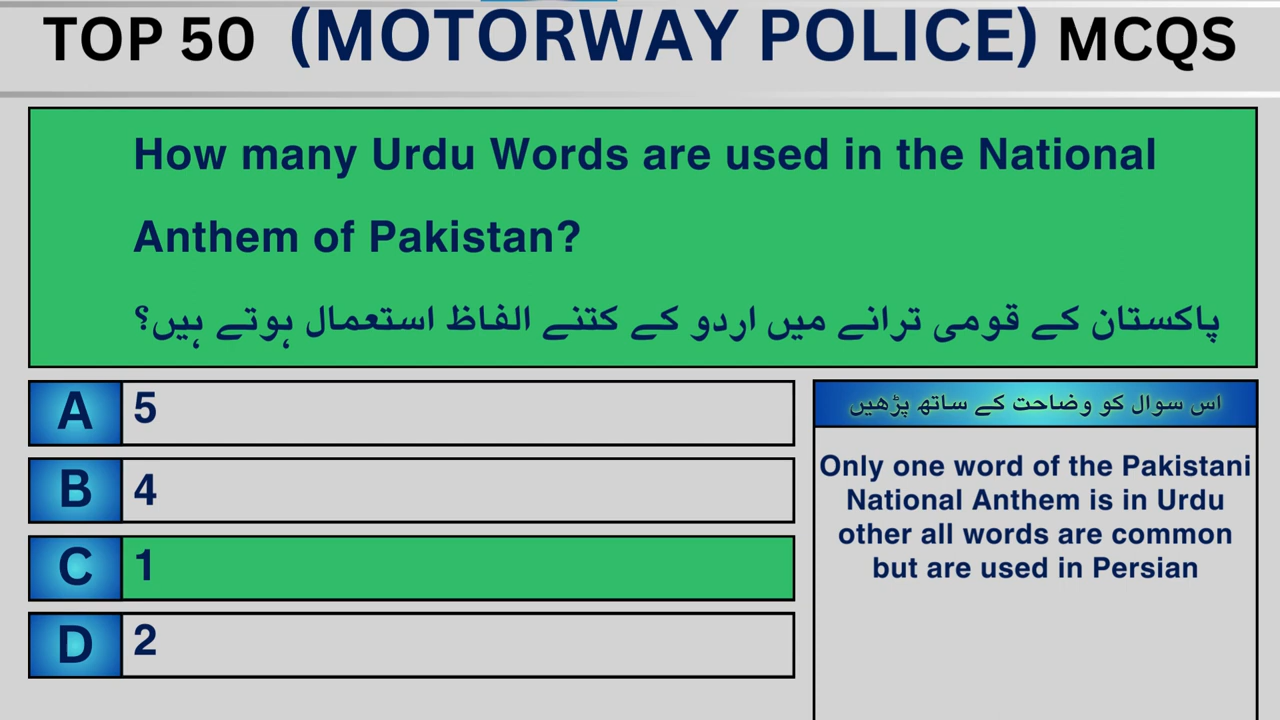 TOP 50 (MOTORWAY POLICE) MCQS
How many Urdu Words are used in the National
Anthem of Pakistan?
پاکستان کے قومی ترانے میں اردو کے کتنے الفاظ استعمال ہوتے ہیں؟
A 5
B 4
C 1
D 2
اس سوال کو وضاحت کے ساتھ پڑھیں
Only one word of the Pakistani
National Anthem is in Urdu
other all words are common
but are used in Persian